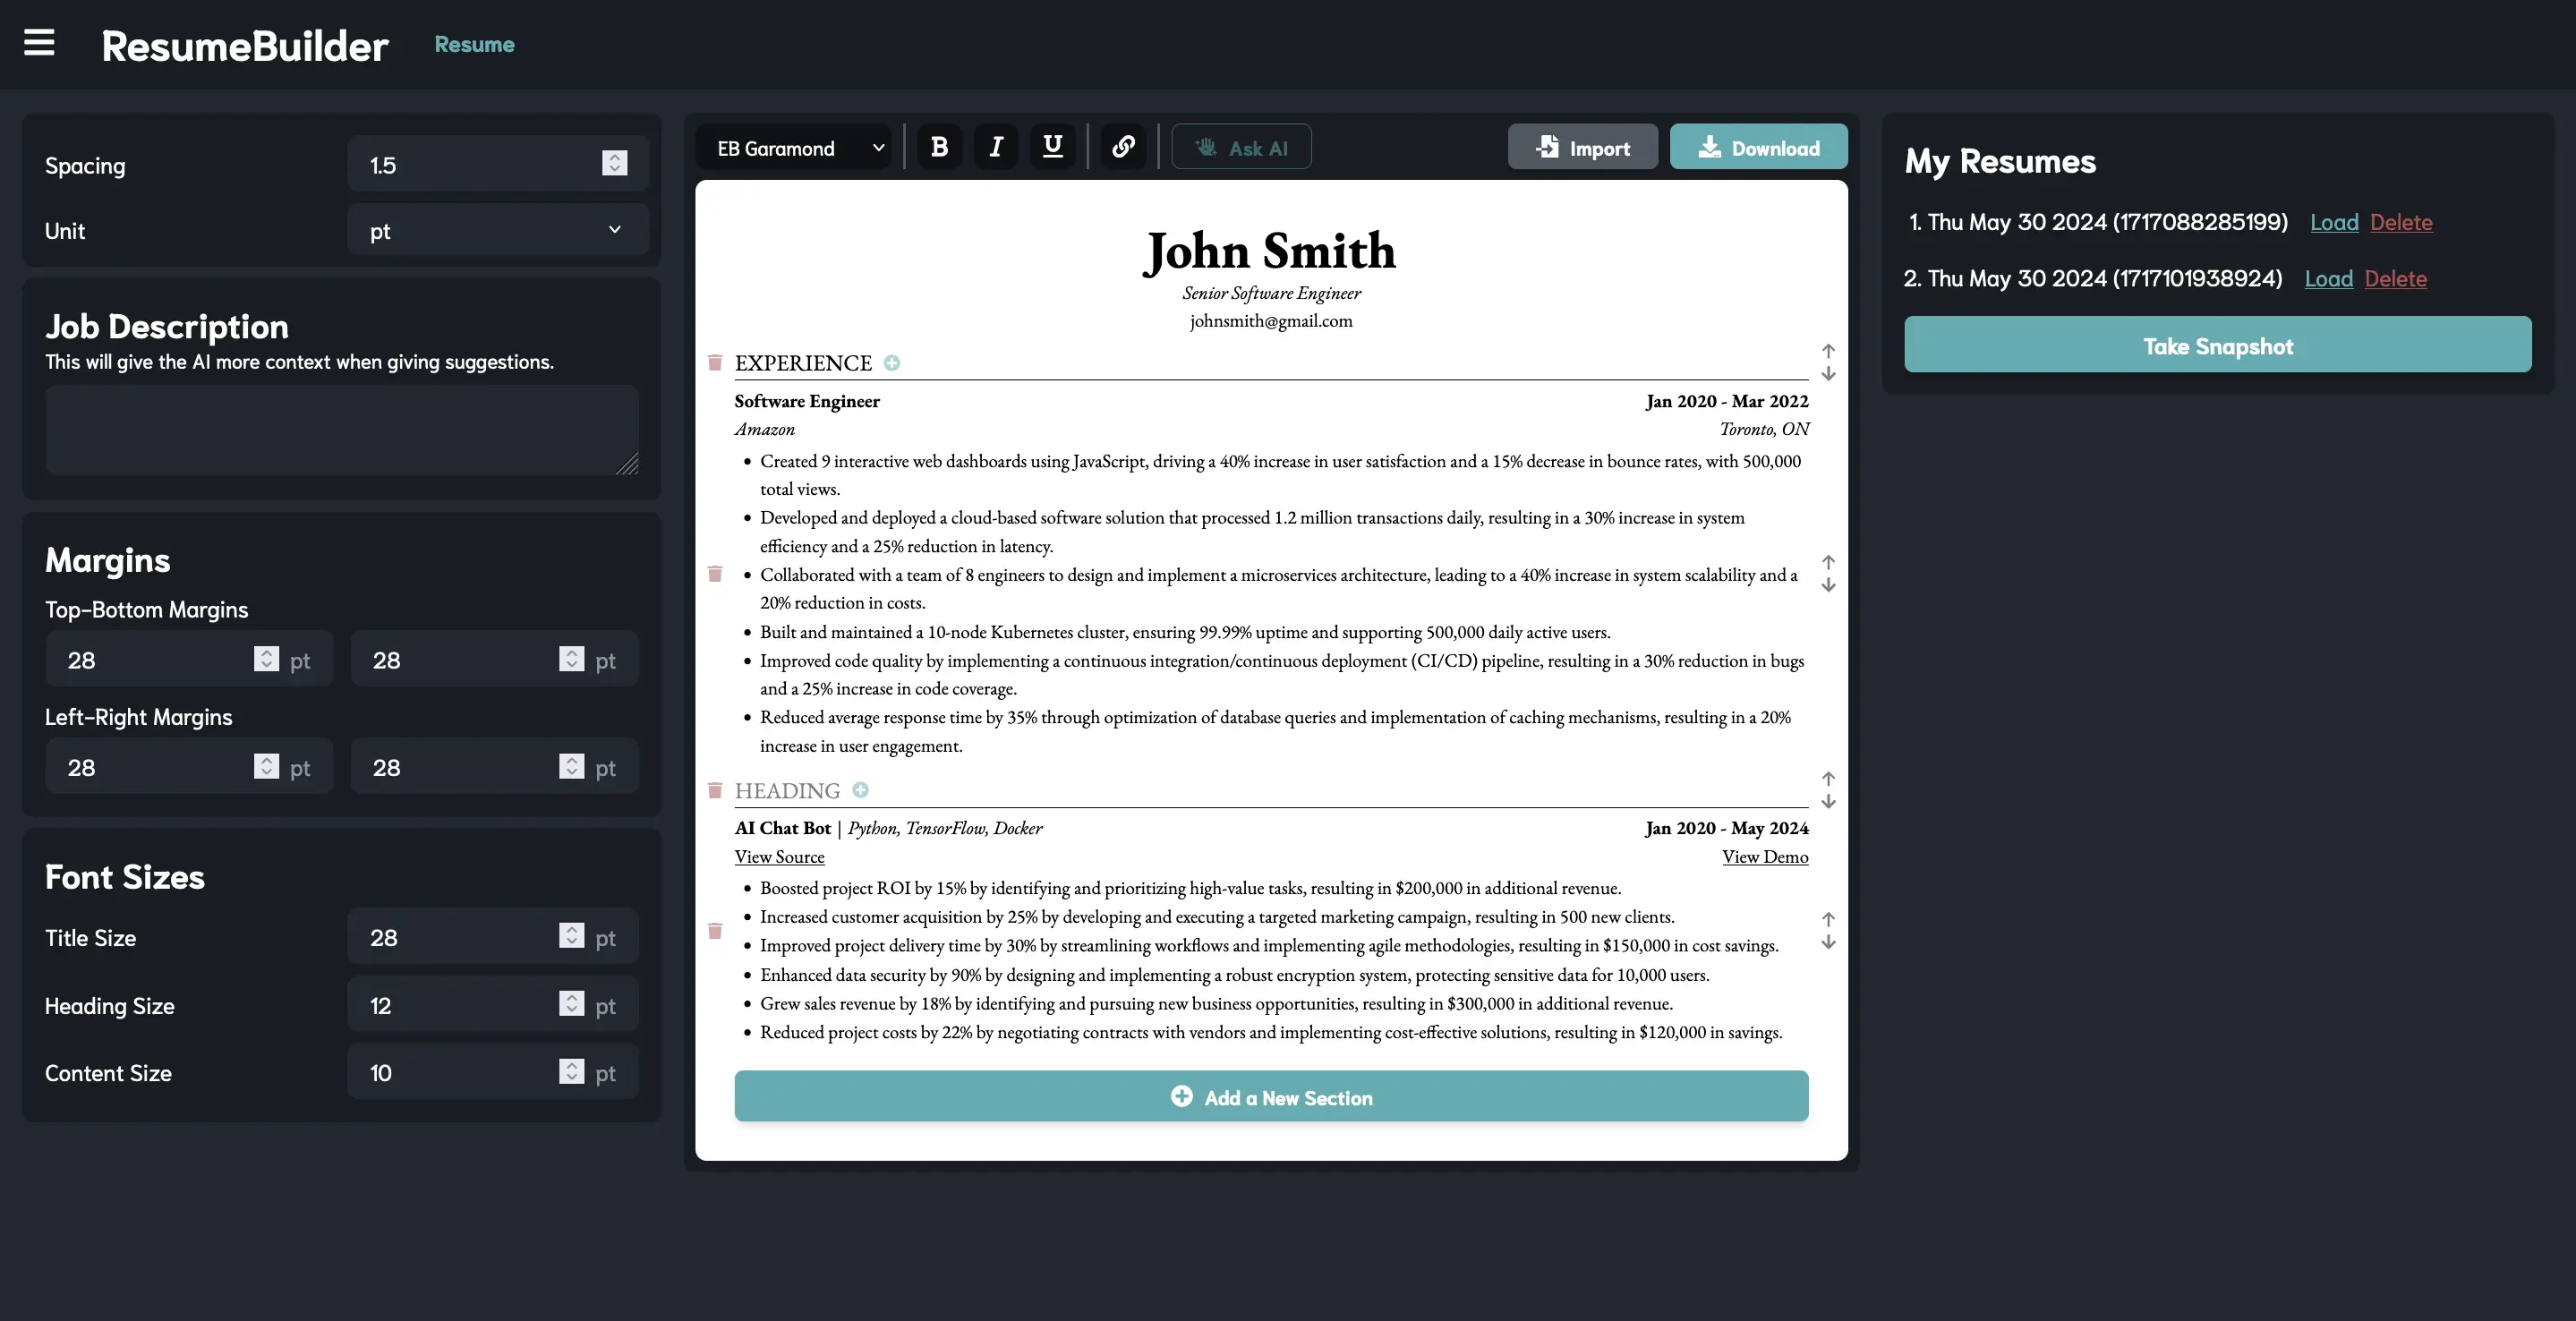 ResumeBuilder
Resume
Spacing
1.5
Unit
pt
Job Description
This will give the AI more context when giving suggestions.
Margins
Top-Bottom Margins
28 pt 28 pt
Left-Right Margins
28 pt 28 pt
Font Sizes
Title Size
28 pt
Heading Size
12 pt
Content Size
10 pt
EB Garamond
B I U
Ask AI
Import
Download
John Smith
Senior Software Engineer
johnsmith@gmail.com
EXPERIENCE
Software Engineer Jan 2020 - Mar 2022
Amazon Toronto, ON
• Created 9 interactive web dashboards using JavaScript, driving a 40% increase in user satisfaction and a 15% decrease in bounce rates, with 500,000
total views.
• Developed and deployed a cloud-based software solution that processed 1.2 million transactions daily, resulting in a 30% increase in system
efficiency and a 25% reduction in latency.
• Collaborated with a team of 8 engineers to design and implement a microservices architecture, leading to a 40% increase in system scalability and a
20% reduction in costs.
• Built and maintained a 10-node Kubernetes cluster, ensuring 99.99% uptime and supporting 500,000 daily active users.
• Improved code quality by implementing a continuous integration/continuous deployment (CI/CD) pipeline, resulting in a 30% reduction in bugs
and a 25% increase in code coverage.
• Reduced average response time by 35% through optimization of database queries and implementation of caching mechanisms, resulting in a 20%
increase in user engagement.
HEADING
AI Chat Bot | Python, TensorFlow, Docker Jan 2020 - May 2024
View Source View Demo
• Boosted project ROI by 15% by identifying and prioritizing high-value tasks, resulting in $200,000 in additional revenue.
• Increased customer acquisition by 25% by developing and executing a targeted marketing campaign, resulting in 500 new clients.
• Improved project delivery time by 30% by streamlining workflows and implementing agile methodologies, resulting in $150,000 in cost savings.
• Enhanced data security by 90% by designing and implementing a robust encryption system, protecting sensitive data for 10,000 users.
• Grew sales revenue by 18% by identifying and pursuing new business opportunities, resulting in $300,000 in additional revenue.
• Reduced project costs by 22% by negotiating contracts with vendors and implementing cost-effective solutions, resulting in $120,000 in savings.
Add a New Section
My Resumes
1. Thu May 30 2024 (1717088285199) Load Delete
2. Thu May 30 2024 (1717101938924) Load Delete
Take Snapshot